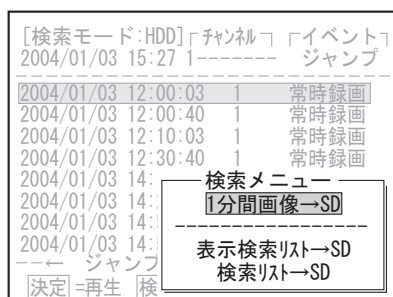 [検索モード:HDD]┌ チャンネル ┐ ┌イベント┐
2004/01/03 15:27 1------- ジャンプ
2004/01/03 12:00:03 1 常時録画
2004/01/03 12:00:40 1 常時録画
2004/01/03 12:10:03 1 常時録画
2004/01/03 12:30:40 1 常時録画
2004/01/03 14:
2004/01/03 14:
2004/01/03 14:
2004/01/03 14:
--← ジャンプ
決定=再生 検
検索メニュー
1分間画像→SD
-----------------
表示検索リスト→SD
検索リスト→SD